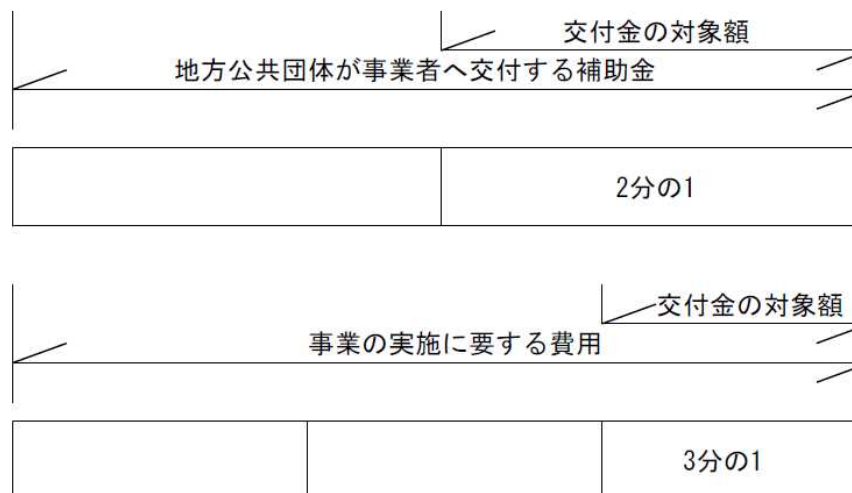 交付金の対象額
地方公共団体が事業者へ交付する補助金
2分の1
交付金の対象額
事業の実施に要する費用
3分の1